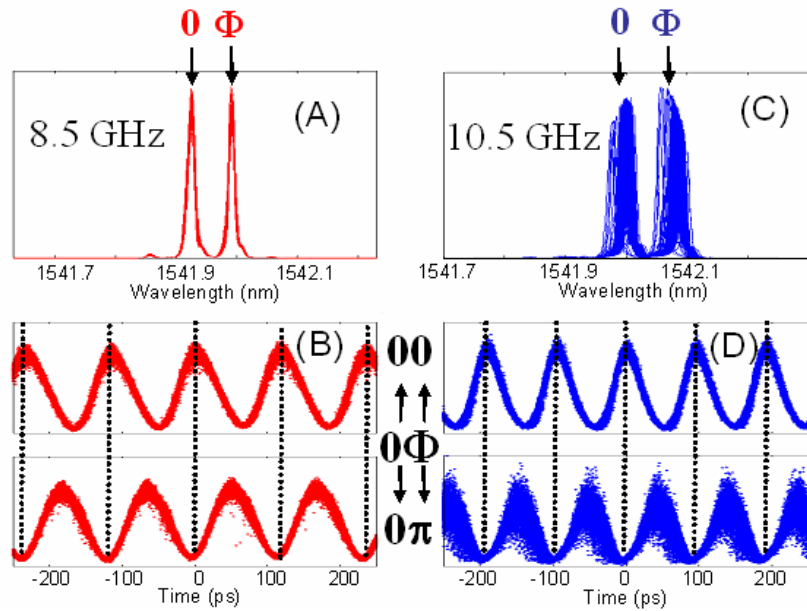 0 Φ
(A)
8.5 GHz
1541.7 1541.9 1542.1
Wavelength (nm)
0 Φ
(C)
10.5 GHz
1541.7 1541.9 1542.1
Wavelength (nm)
(B)
00
0Φ
0π
(D)
-200 -100 0 100 200
Time (ps)
-200 -100 0 100 200
Time (ps)